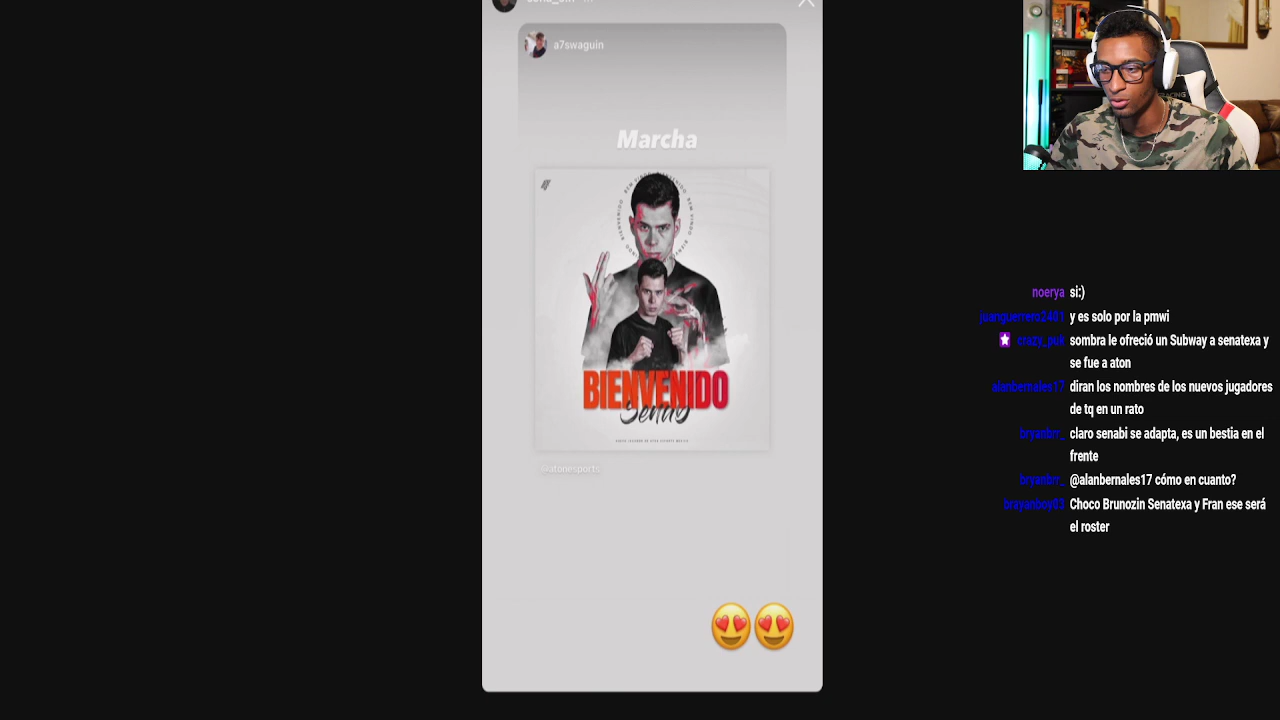 a7swaguin
Marcha
BIENVENIDO
@atonesports
noerya si:)
juanguerrero2401 y es solo por la pmwi
crazy_puk sombra le ofreció un Subway a senatexa y
se fue a aton
alanbernales17 diran los nombres de los nuevos jugadores
de tq en un rato
bryanbrr_ claro senabi se adapta, es un bestia en el
frente
bryanbrr_ @alanbernales17 cómo en cuanto?
brayanboy03 Choco Brunozin Senatexa y Fran ese será
el roster